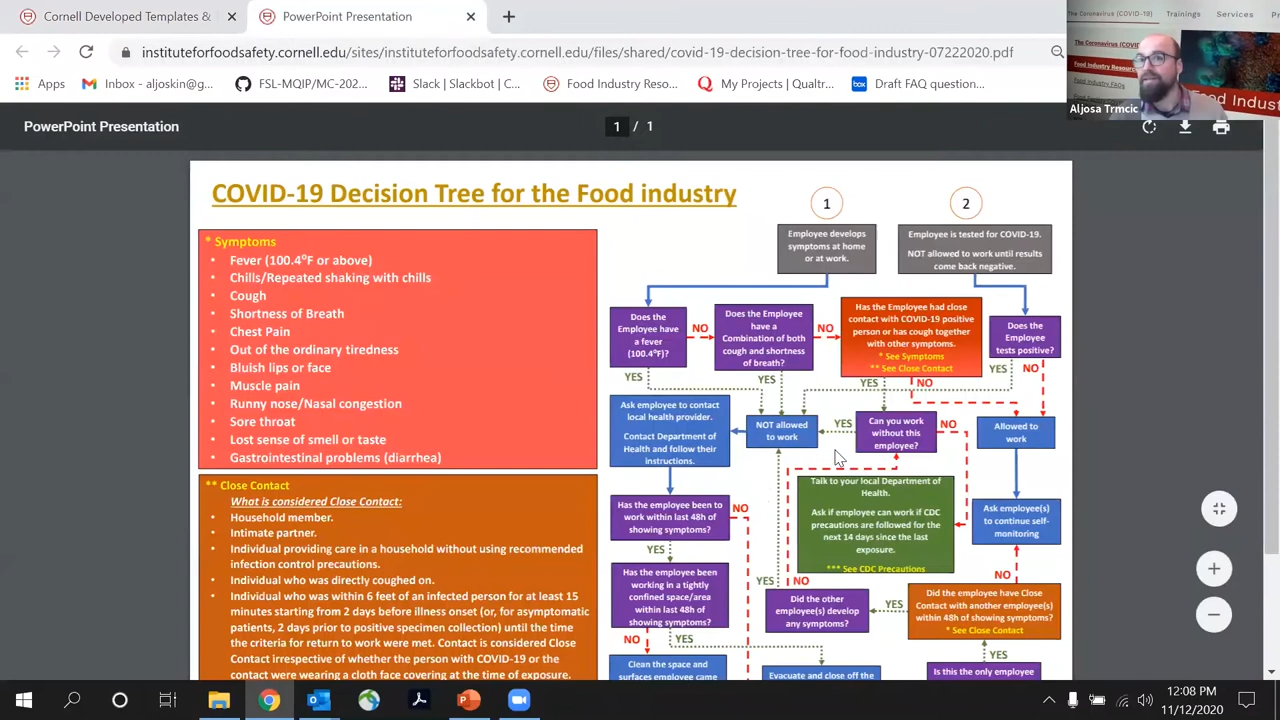 Cornell Developed Templates &
PowerPoint Presentation
instituteforfoodsafety.cornell.edu/sites/instituteforfoodsafety.cornell.edu/files/shared/covid-19-decision-tree-for-food-industry-07222020.pdf
Apps
Inbox - aljoskin@g...
FSL-MQIP/MC-202...
Slack | Slackbot | C...
Food Industry Reso...
My Projects | Qualtr...
Draft FAQ question...
The Coronavirus (COVID-19)
Trainings
Services
The Coronavirus (COVID
Food Industry Resourc
Food Industry FAQs
Food Indust
Aljosa Trmcic
PowerPoint Presentation
1 / 1
COVID-19 Decision Tree for the Food industry
* Symptoms
• Fever (100.4°F or above)
• Chills/Repeated shaking with chills
• Cough
• Shortness of Breath
• Chest Pain
• Out of the ordinary tiredness
• Bluish lips or face
• Muscle pain
• Runny nose/Nasal congestion
• Sore throat
• Lost sense of smell or taste
• Gastrointestinal problems (diarrhea)
** Close Contact
What is considered Close Contact:
• Household member.
• Intimate partner.
• Individual providing care in a household without using recommended
infection control precautions.
• Individual who was directly coughed on.
• Individual who was within 6 feet of an infected person for at least 15
minutes starting from 2 days before illness onset (or, for asymptomatic
patients, 2 days prior to positive specimen collection) until the time
the criteria for return to work were met. Contact is considered Close
Contact irrespective of whether the person with COVID-19 or the
contact were wearing a cloth face covering at the time of exposure.
1
2
Employee develops
symptoms at home
or at work.
Employee is tested for COVID-19.
NOT allowed to work until results
come back negative.
Does the
Employee have
a fever
(100.4°F)?
NO
YES
Does the Employee
have a
Combination of both
cough and shortness
of breath?
NO
YES
Has the Employee had close
contact with COVID-19 positive
person or has cough together
with other symptoms.
* See Symptoms
** See Close Contact
YES
NO
Does the
Employee
tests positive?
YES
NO
Ask employee to contact
local health provider.
Contact Department of
Health and follow their
instructions.
NOT allowed
to work
YES
Can you work
without this
employee?
NO
Allowed to
work
Talk to your local Department of
Health.
Ask if employee can work if CDC
precautions are followed for the
next 14 days since the last
exposure.
*** See CDC Precautions
Ask employee(s)
to continue self-
monitoring
Has the employee been to
work within last 48h of
showing symptoms?
NO
YES
Has the employee been
working in a tightly
confined space/area
within last 48h of
showing symptoms?
NO
YES
YES
NO
Did the other
employee(s) develop
any symptoms?
YES
NO
Did the employee have Close
Contact with another employee(s)
within 48h of showing symptoms?
* See Close Contact
YES
Clean the space and
surfaces employee came
Evacuate and close off the
Is this the only employee
12:08 PM
11/12/2020